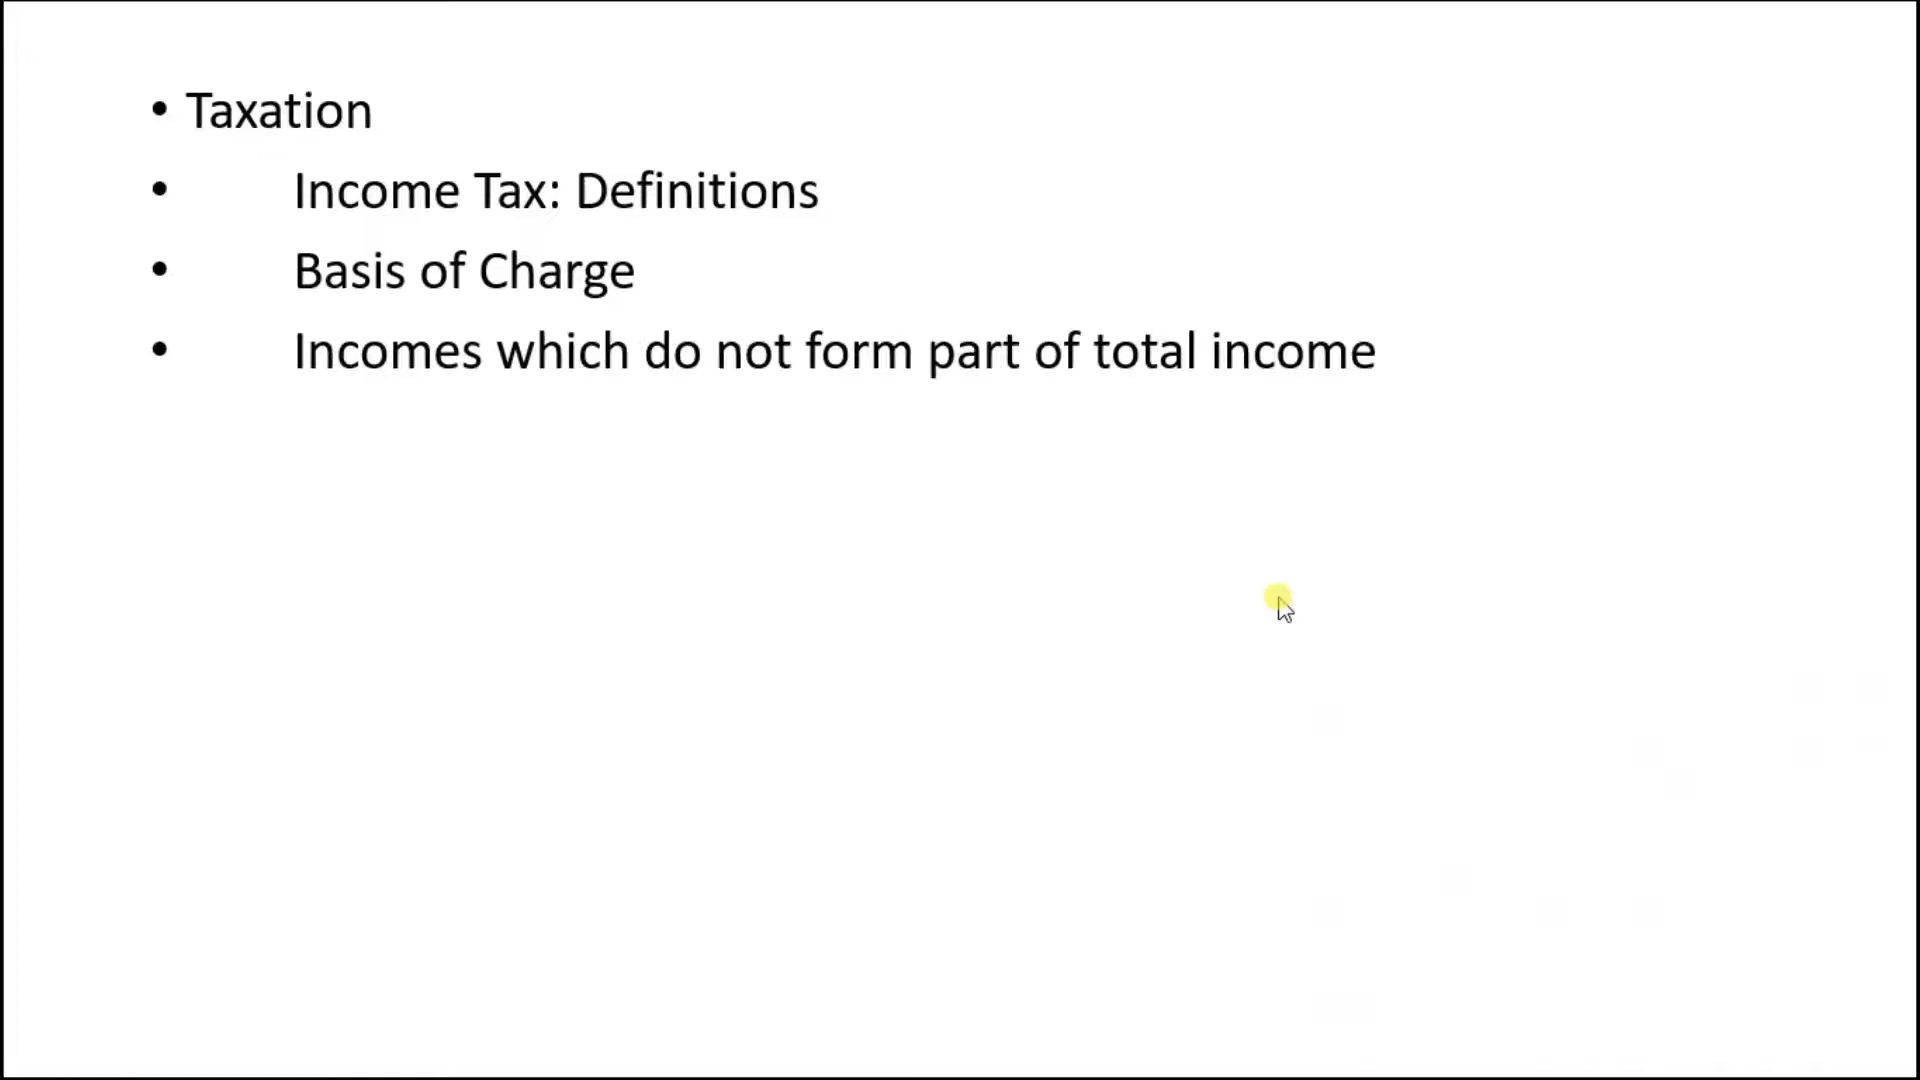 • Taxation
• Income Tax: Definitions
• Basis of Charge
• Incomes which do not form part of total income